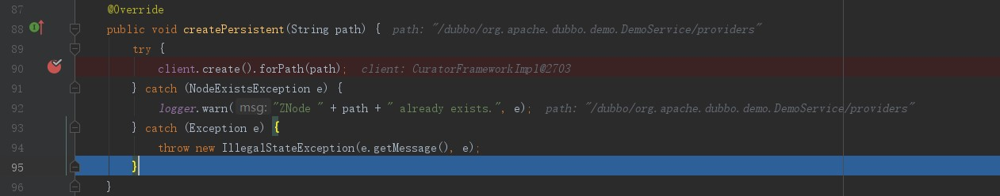 87 @Override
88 public void createPersistent(String path) { path: "/dubbo/org.apache.dubbo.demo.DemoService/providers"
89 try {
90 client.create().forPath(path); client: CuratorFrameworkImpl@2703
91 } catch (NodeExistsException e) {
92 logger.warn( msg: "ZNode " + path + " already exists.", e); path: "/dubbo/org.apache.dubbo.demo.DemoService/providers"
93 } catch (Exception e) {
94 throw new IllegalStateException(e.getMessage(), e);
95 }
96 }